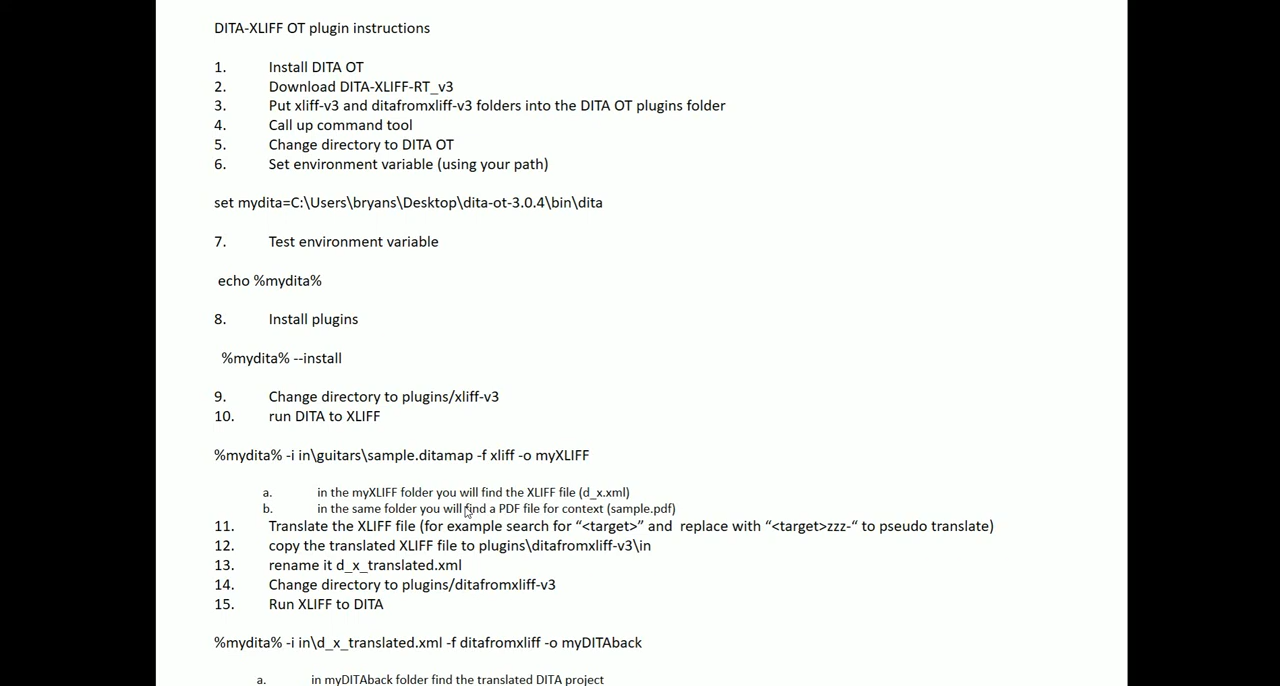 DITA-XLIFF OT plugin instructions
1. Install DITA OT
2. Download DITA-XLIFF-RT_v3
3. Put xliff-v3 and ditafromxliff-v3 folders into the DITA OT plugins folder
4. Call up command tool
5. Change directory to DITA OT
6. Set environment variable (using your path)
set mydita=C:\Users\bryans\Desktop\dita-ot-3.0.4\bin\dita
7. Test environment variable
echo %mydita%
8. Install plugins
%mydita% --install
9. Change directory to plugins/xliff-v3
10. run DITA to XLIFF
%mydita% -i in\guitars\sample.ditamap -f xliff -o myXLIFF
a. in the myXLIFF folder you will find the XLIFF file (d_x.xml)
b. in the same folder you will find a PDF file for context (sample.pdf)
11. Translate the XLIFF file (for example search for “<target>” and  replace with “<target>zzz-“ to pseudo translate)
12. copy the translated XLIFF file to plugins\ditafromxliff-v3\in
13. rename it d_x_translated.xml
14. Change directory to plugins/ditafromxliff-v3
15. Run XLIFF to DITA
%mydita% -i in\d_x_translated.xml -f ditafromxliff -o myDITAback
a. in myDITAback folder find the translated DITA project